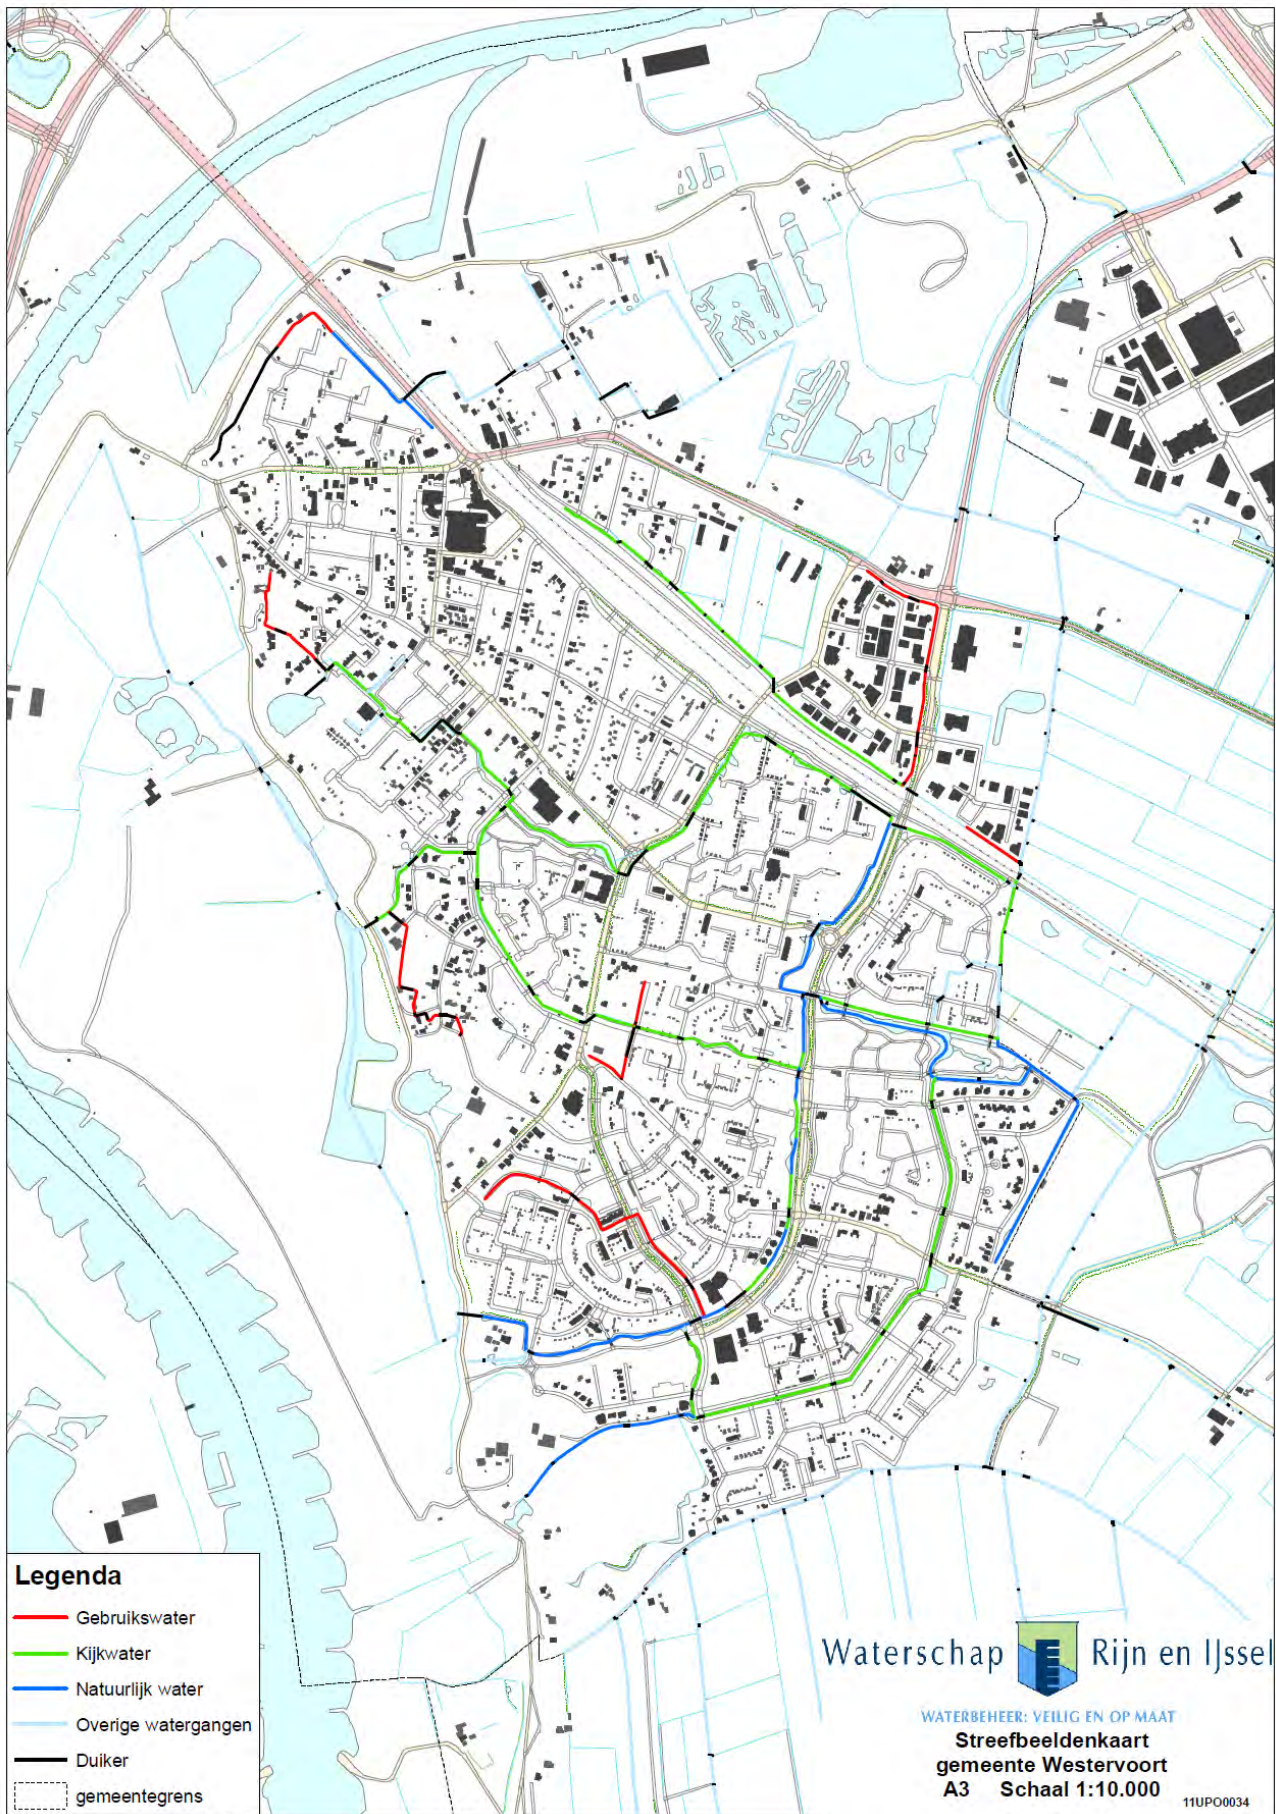 Legenda
Gebruikswater
Kijkwater
Natuurlijk water
Overige watergangen
Duiker
gemeentegrens
Waterschap Rijn en IJssel
WATERBEHEER: VEILIG EN OP MAAT
Streefbeeldenkaart
gemeente Westervoort
A3 Schaal 1:10.000
11UPO0034